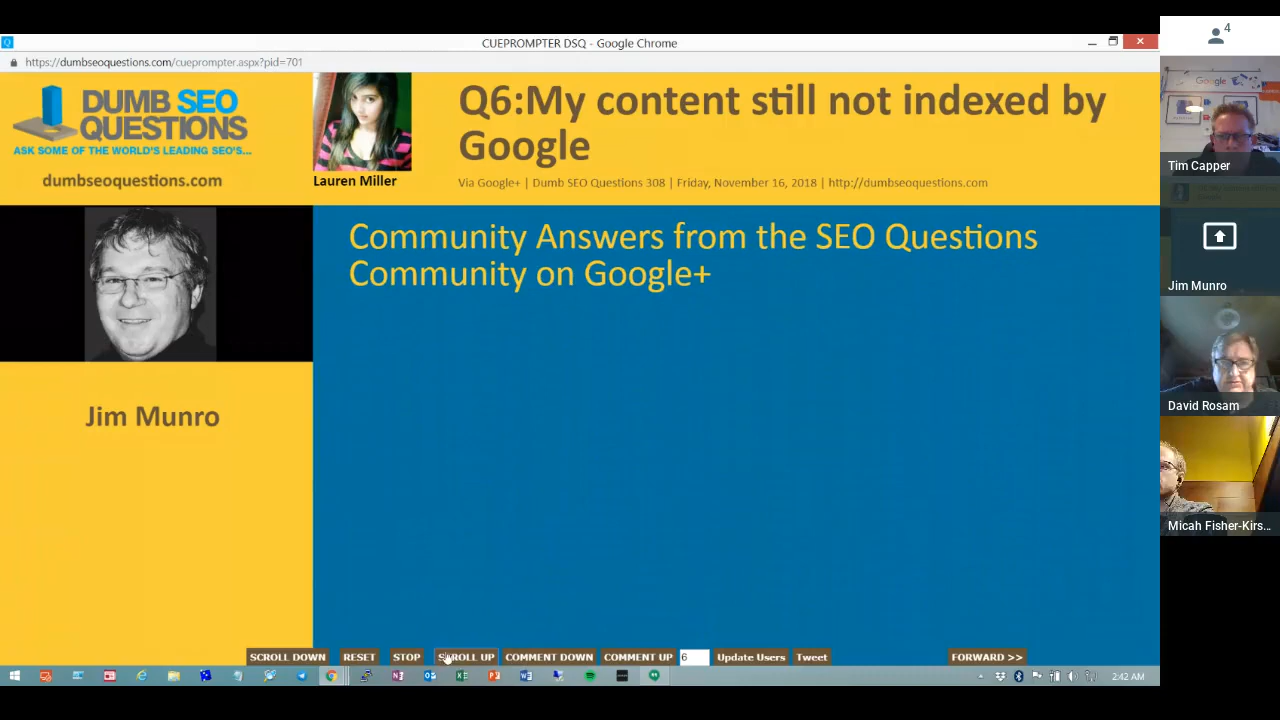 CUEPROMPTER DSQ - Google Chrome
https://dumbseoquestions.com/cueprompter.aspx?pid=701
DUMB SEO
QUESTIONS
ASK SOME OF THE WORLD'S LEADING SEO'S...
dumbseoquestions.com
Lauren Miller
Q6:My content still not indexed by
Google
Via Google+ | Dumb SEO Questions 308 | Friday, November 16, 2018 | http://dumbseoquestions.com
Jim Munro
Community Answers from the SEO Questions
Community on Google+
SCROLL DOWN
RESET
STOP
SCROLL UP
COMMENT DOWN
COMMENT UP
6
Update Users
Tweet
FORWARD >>
2:42 AM
4
Google
Tim Capper
Jim Munro
David Rosam
Micah Fisher-Kirs...